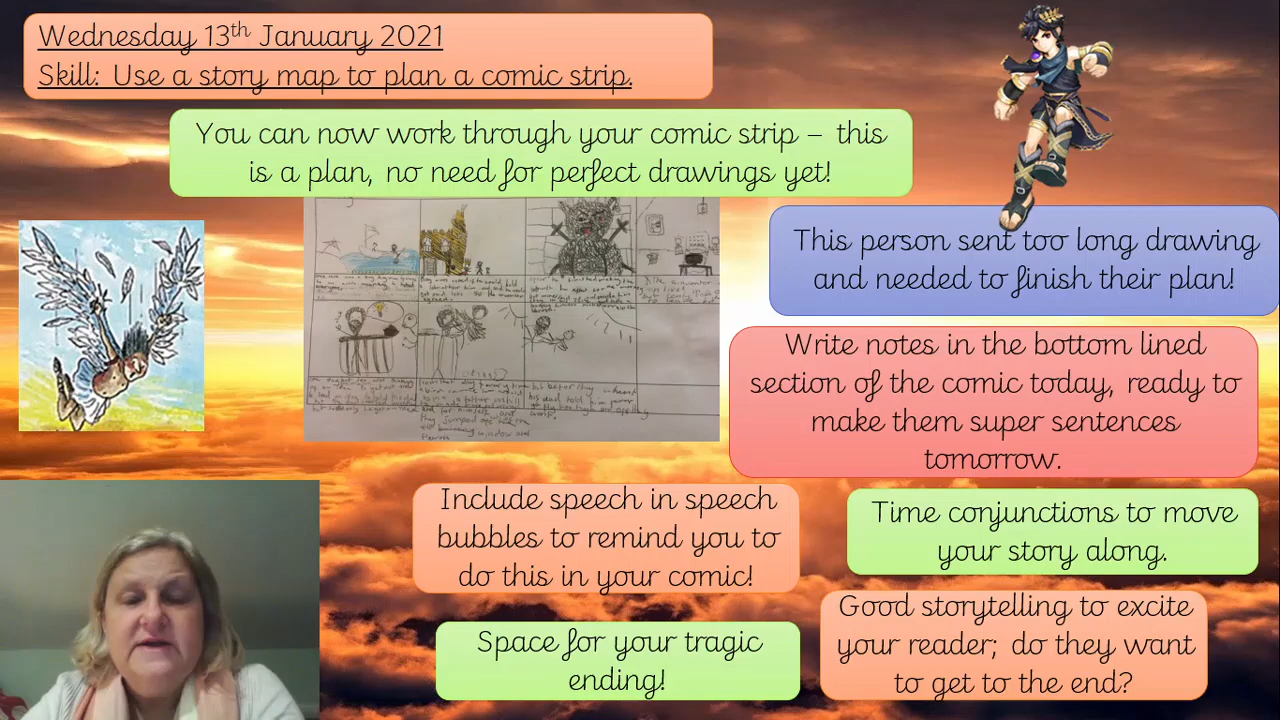 Wednesday 13th January 2021
Skill: Use a story map to plan a comic strip.
You can now work through your comic strip – this
is a plan, no need for perfect drawings yet!
This person sent too long drawing
and needed to finish their plan!
Write notes in the bottom lined
section of the comic today, ready to
make them super sentences
tomorrow.
Include speech in speech
bubbles to remind you to
do this in your comic!
Time conjunctions to move
your story along.
Space for your tragic
ending!
Good storytelling to excite
your reader; do they want
to get to the end?